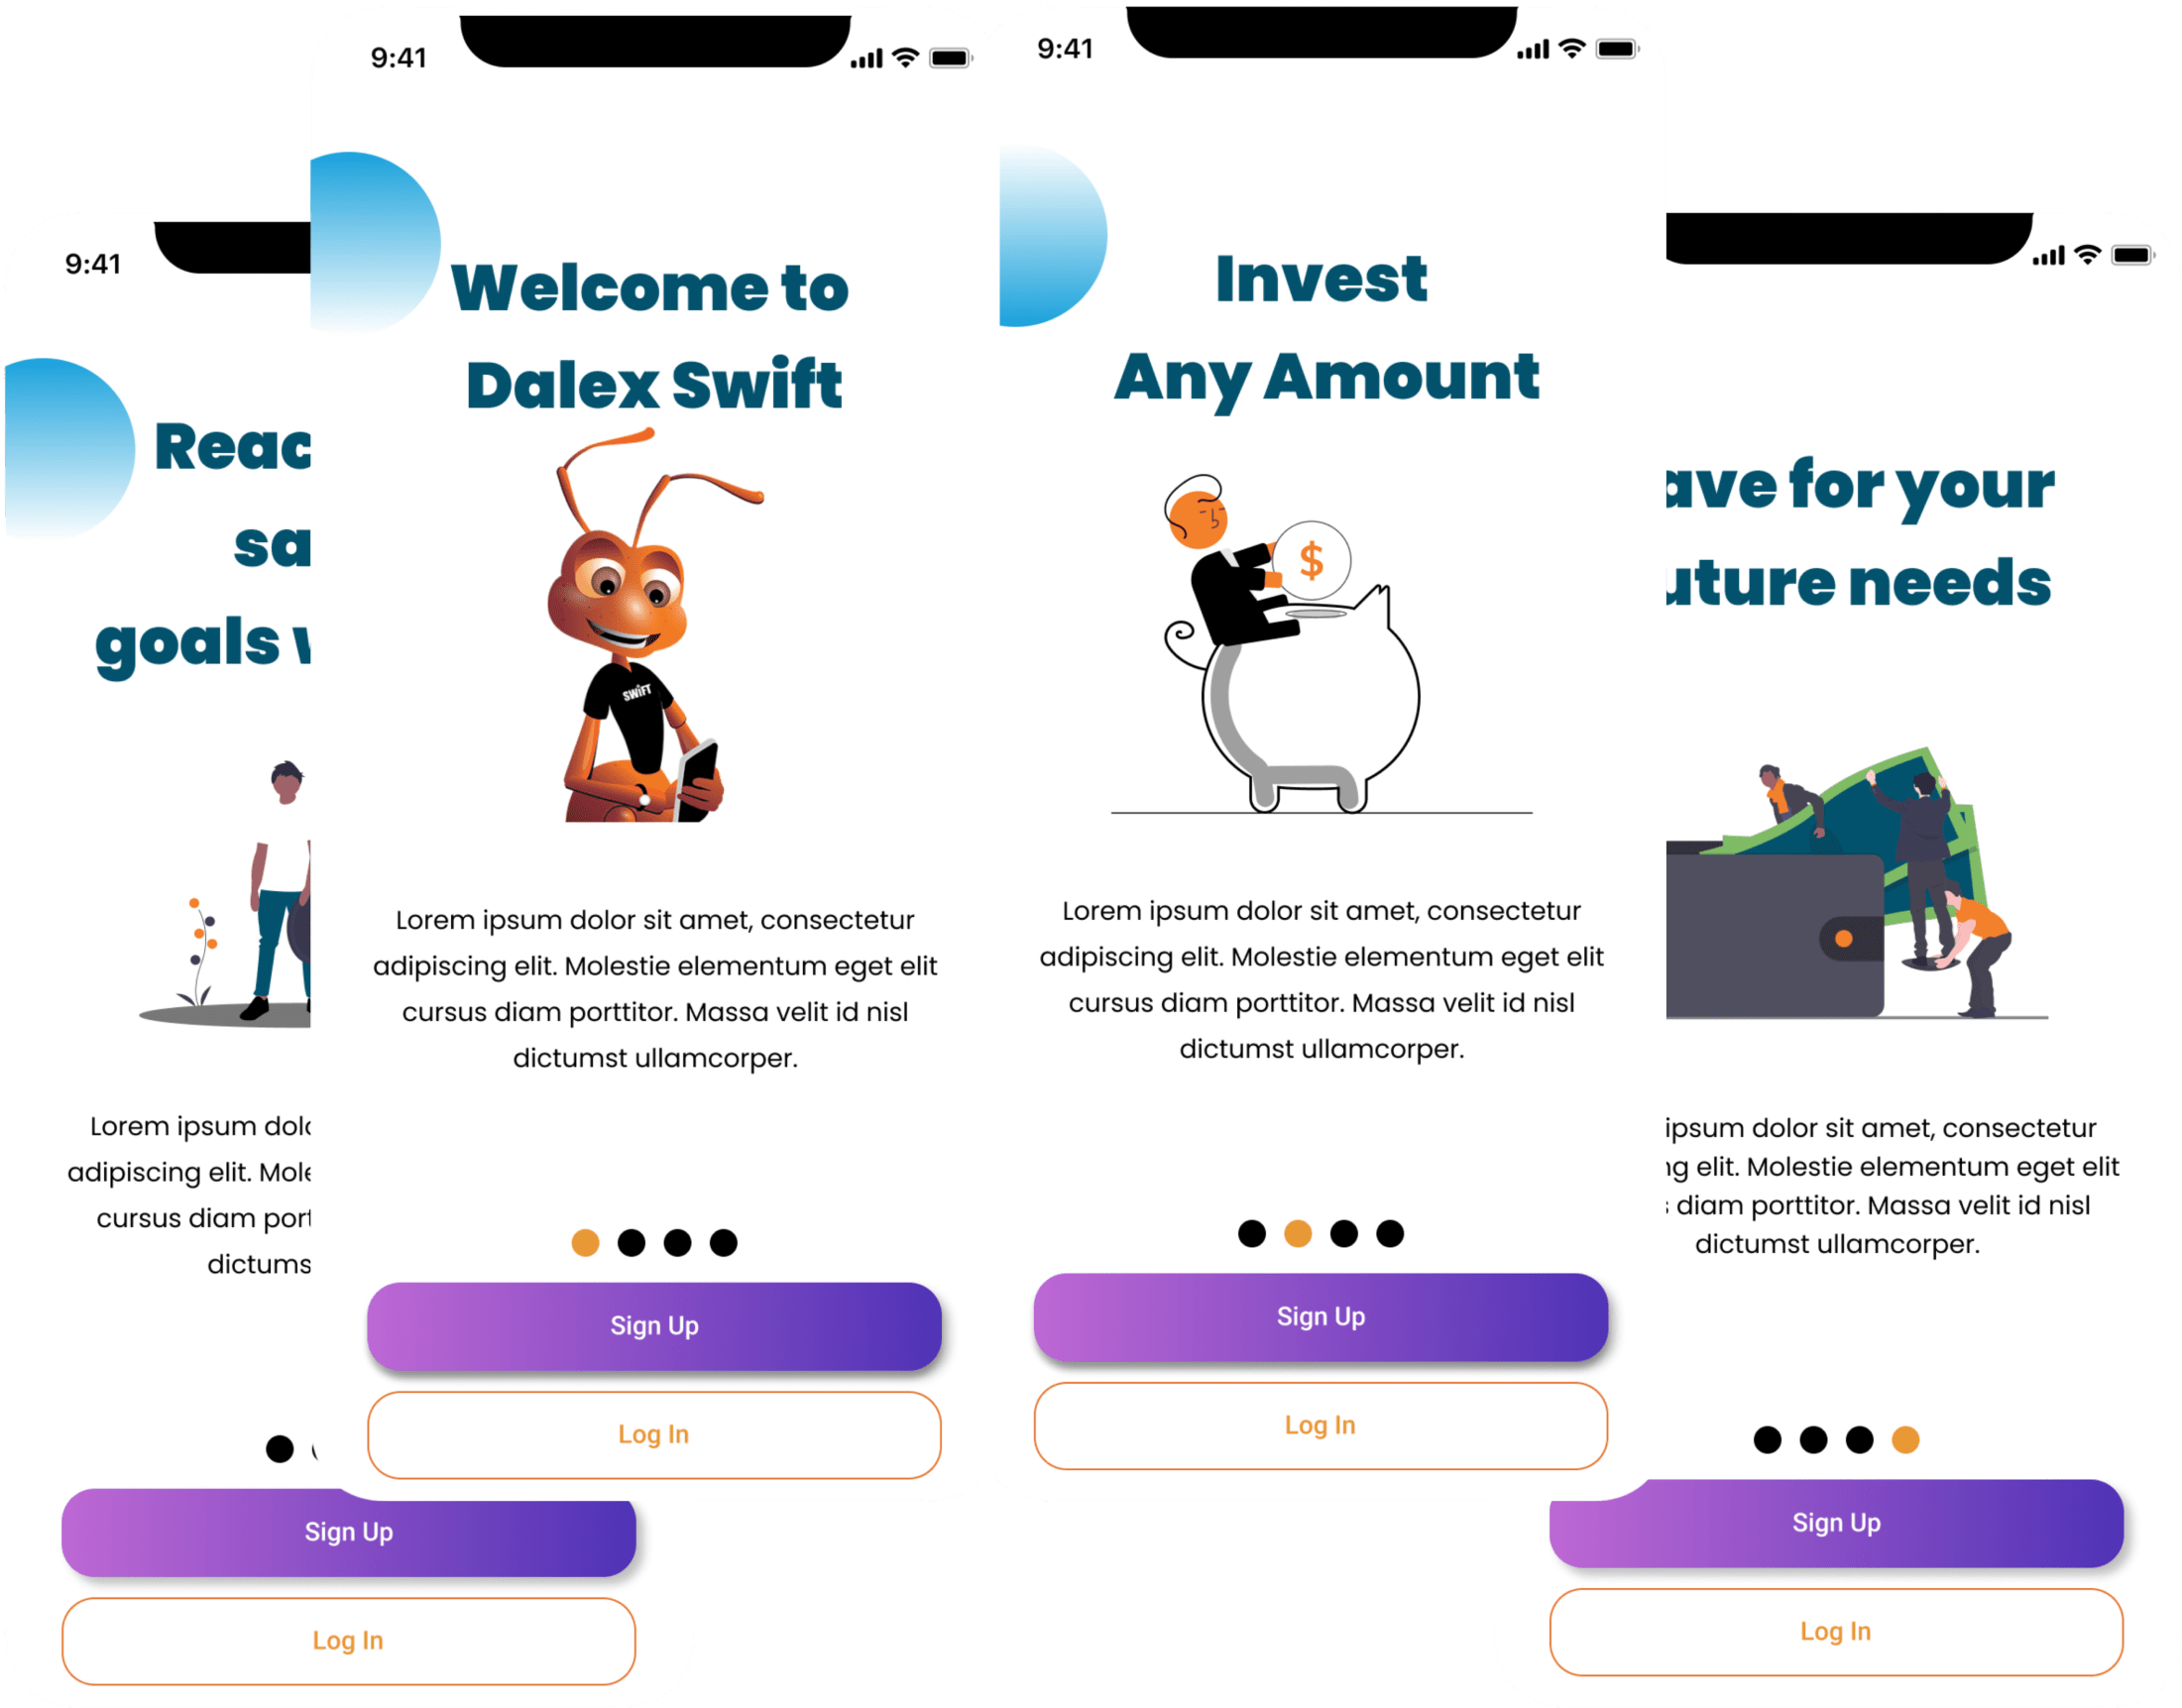 9:41
Reac
sa
goals
Lorem ipsum dolo
adipiscing elit. Mole
cursus diam port
dictums
Sign Up
Log In
9:41
Welcome to
Dalex Swift
SWIFT
Lorem ipsum dolor sit amet, consectetur
adipiscing elit. Molestie elementum eget elit
cursus diam porttitor. Massa velit id nisl
dictumst ullamcorper.
Sign Up
Log In
9:41
Invest
Any Amount
$
Lorem ipsum dolor sit amet, consectetur
adipiscing elit. Molestie elementum eget elit
cursus diam porttitor. Massa velit id nisl
dictumst ullamcorper.
Sign Up
Log In
ave for your
uture needs
ipsum dolor sit amet, consectetur
ng elit. Molestie elementum eget elit
diam porttitor. Massa velit id nisl
dictumst ullamcorper.
Sign Up
Log In